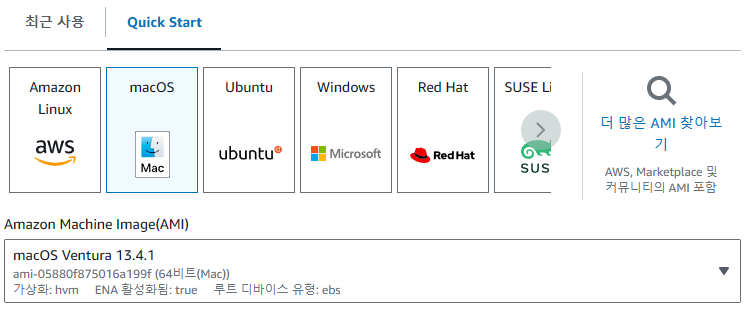 최근 사용
Quick Start
Amazon
Linux
aws
macOS
Mac
Ubuntu
ubuntu
Windows
Microsoft
Red Hat
Red Hat
SUSE Li
SUS
더 많은 AMI 찾아보
기
AWS, Marketplace 및
커뮤니티의 AMI 포함
Amazon Machine Image(AMI)
macOS Ventura 13.4.1
ami-05880f875016a199f (64비트(Mac))
가상화: hvm ENA 활성화됨: true 루트 디바이스 유형: ebs